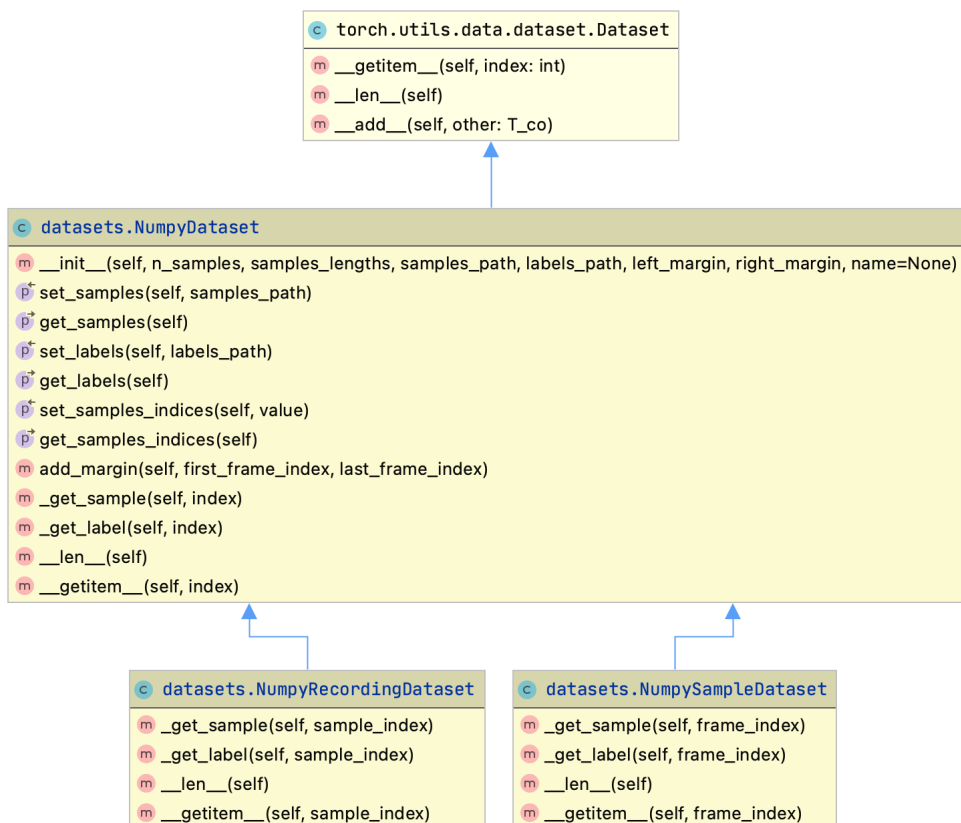 c torch.utils.data.dataset.Dataset
m __getitem__(self, index: int)
m __len__(self)
m __add__(self, other: T_co)
c datasets.NumpyDataset
m __init__(self, n_samples, samples_lengths, samples_path, labels_path, left_margin, right_margin, name=None)
p set_samples(self, samples_path)
p get_samples(self)
p set_labels(self, labels_path)
p get_labels(self)
p set_samples_indices(self, value)
p get_samples_indices(self)
m add_margin(self, first_frame_index, last_frame_index)
m _get_sample(self, index)
m _get_label(self, index)
m __len__(self)
m __getitem__(self, index)
c datasets.NumpyRecordingDataset
m _get_sample(self, sample_index)
m _get_label(self, sample_index)
m __len__(self)
m __getitem__(self, sample_index)
c datasets.NumpySampleDataset
m _get_sample(self, frame_index)
m _get_label(self, frame_index)
m __len__(self)
m __getitem__(self, frame_index)